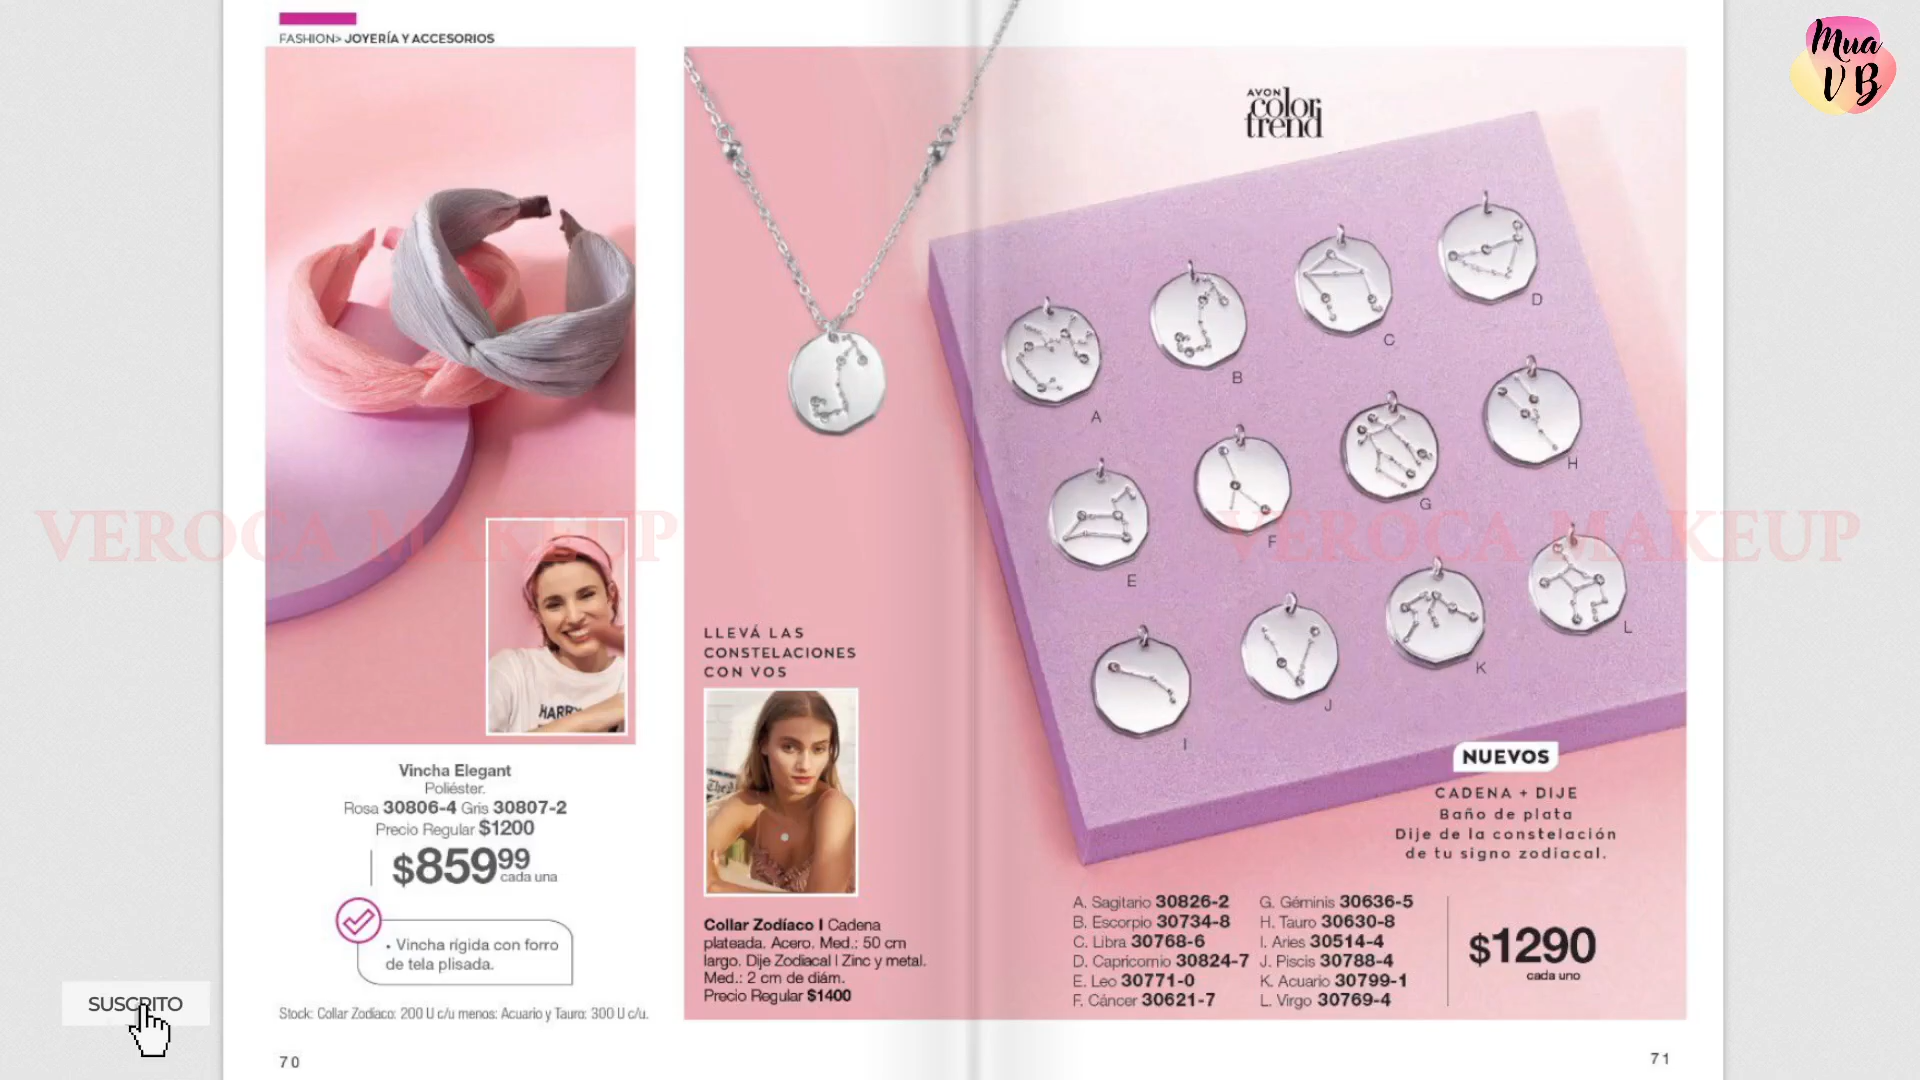 FASHION> JOYERÍA Y ACCESORIOS
Mua
VB
AVON
color
trend
A
B
C
D
E
F
G
H
I
J
K
L
VEROCA MAKEUP
VEROCA MAKEUP
HARRY
LLEVÁ LAS
CONSTELACIONES
CON VOS
Vincha Elegant
Poliéster.
Rosa 30806-4 Gris 30807-2
Precio Regular $1200
$859⁹⁹
cada una
• Vincha rígida con forro
de tela plisada.
Stock: Collar Zodíaco: 200 U c/u menos: Acuario y Tauro: 300 U c/u.
70
Collar Zodíaco | Cadena
plateada. Acero. Med.: 50 cm
largo. Dije Zodiacal | Zinc y metal.
Med.: 2 cm de diám.
Precio Regular $1400
NUEVOS
CADENA + DIJE
Baño de plata
Dije de la constelación
de tu signo zodiacal.
A. Sagitario 30826-2
B. Escorpio 30734-8
C. Libra 30768-6
D. Capricornio 30824-7
E. Leo 30771-0
F. Cáncer 30621-7
G. Géminis 30636-5
H. Tauro 30630-8
I. Aries 30514-4
J. Piscis 30788-4
K. Acuario 30799-1
L. Virgo 30769-4
$1290
cada uno
71
SUSCRITO